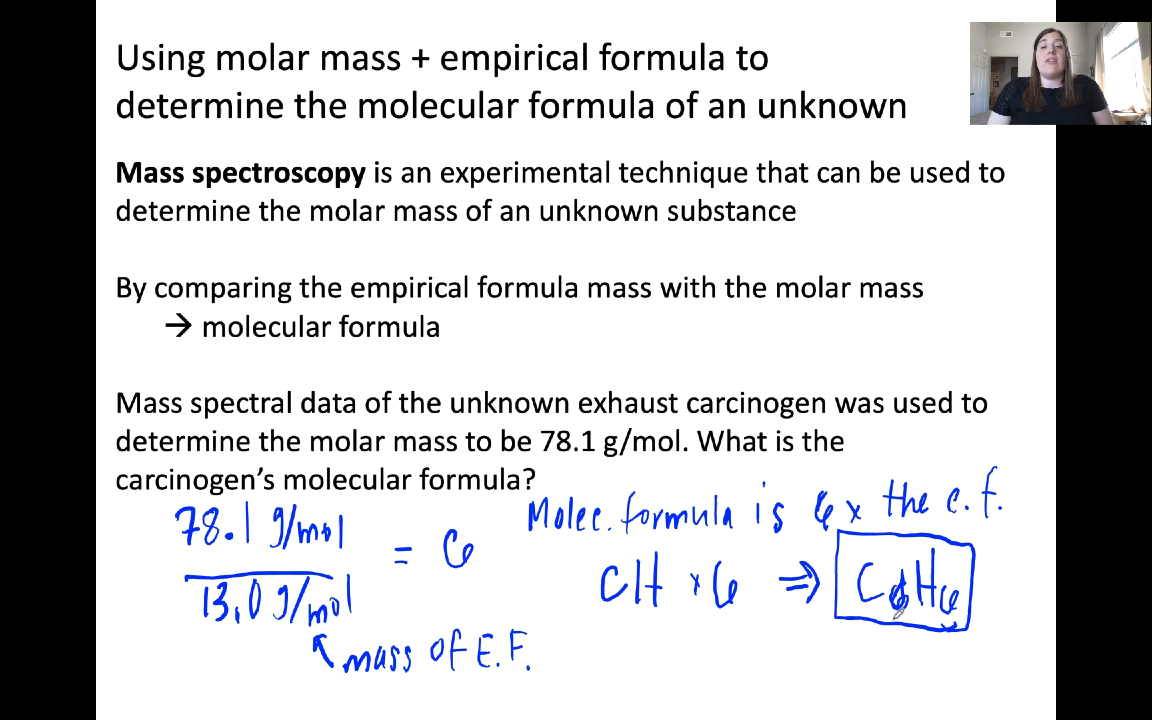 Using molar mass + empirical formula to
determine the molecular formula of an unknown
Mass spectroscopy is an experimental technique that can be used to
determine the molar mass of an unknown substance
By comparing the empirical formula mass with the molar mass
→ molecular formula
Mass spectral data of the unknown exhaust carcinogen was used to
determine the molar mass to be 78.1 g/mol. What is the
carcinogen's molecular formula?
78.1 g/mol
13.0 g/mol
= 6
mass of E.F.
Molec. formula is 6x the e.f.
CH x 6 ⇒ C6H6